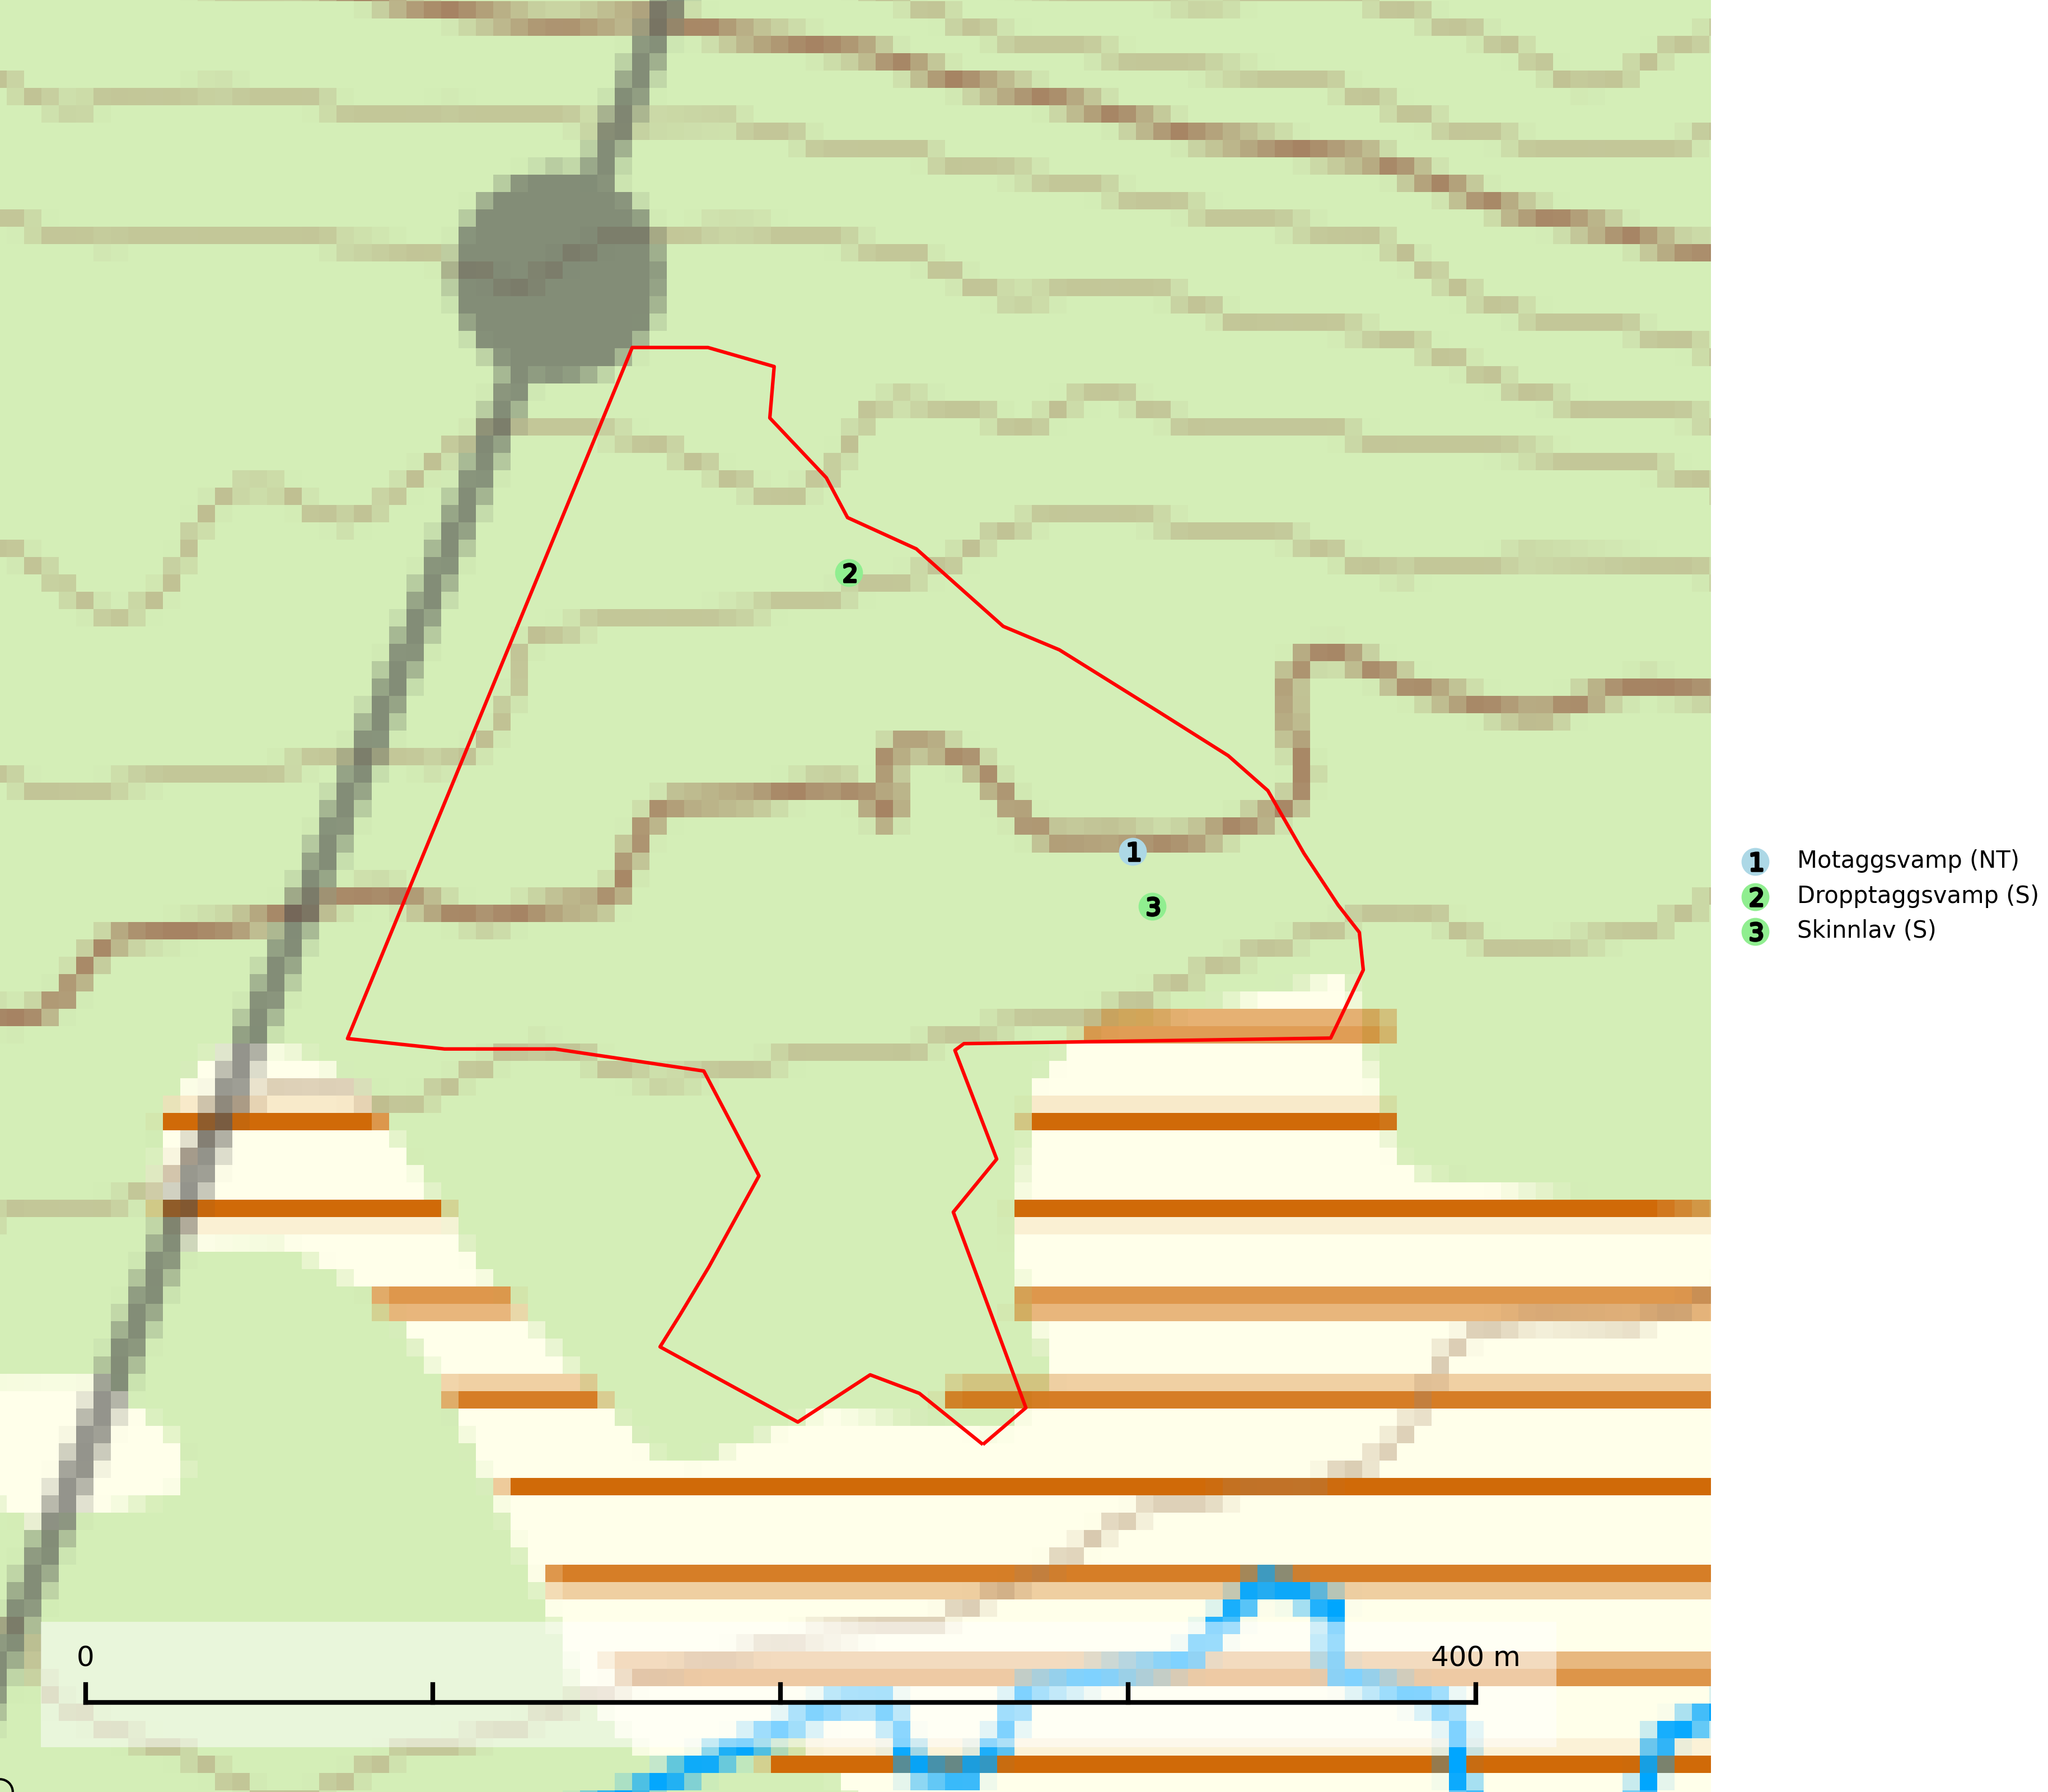 2
1
3
1 Motaggsvamp (NT)
2 Dropptaggsvamp (S)
3 Skinnlav (S)
0 400 m